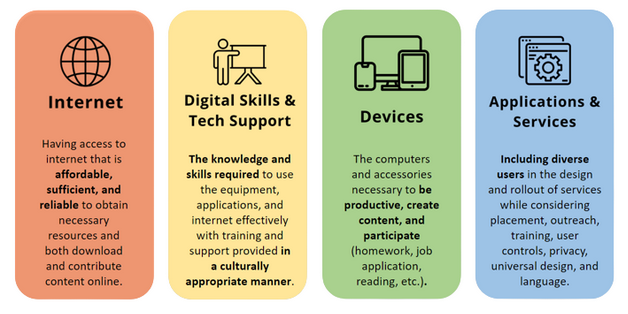 Internet
Having access to
internet that is
affordable,
sufficient, and
reliable to obtain
necessary
resources and
both download
and contribute
content online.
Digital Skills &
Tech Support
The knowledge and
skills required to use
the equipment,
applications, and
internet effectively
with training and
support provided in
a culturally
appropriate manner.
Devices
The computers
and accessories
necessary to be
productive, create
content, and
participate
(homework, job
application,
reading, etc.).
Applications &
Services
Including diverse
users in the design
and rollout of services
while considering
placement, outreach,
training, user
controls, privacy,
universal design, and
language.